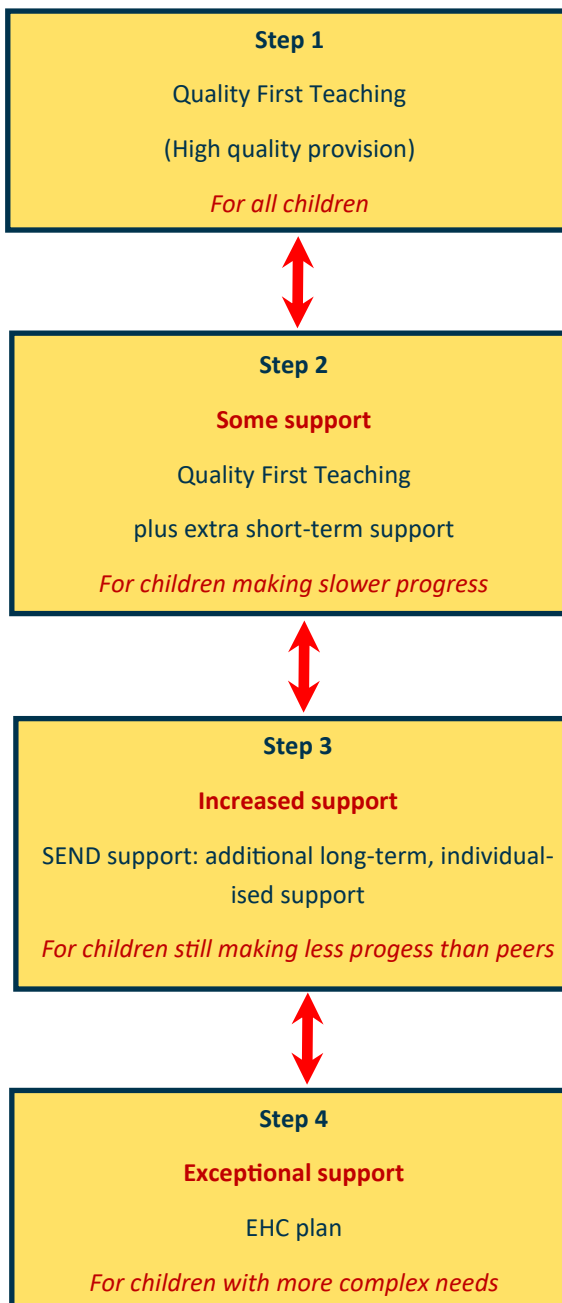 Step 1
Quality First Teaching
(High quality provision)
For all children
Step 2
Some support
Quality First Teaching
plus extra short-term support
For children making slower progress
Step 3
Increased support
SEND support: additional long-term, individual-
ised support
For children still making less progess than peers
Step 4
Exceptional support
EHC plan
For children with more complex needs